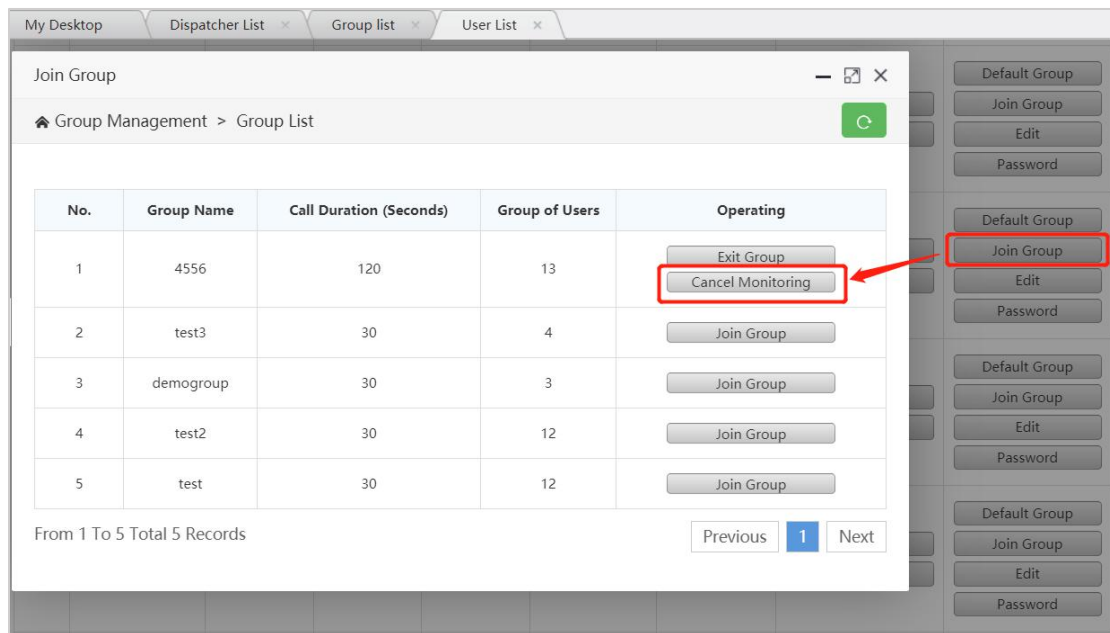 My Desktop Dispatcher List × Group list × User List ×
Join Group
Group Management > Group List
No. Group Name Call Duration (Seconds) Group of Users Operating
1 4556 120 13 Exit Group
Cancel Monitoring
2 test3 30 4 Join Group
3 demogroup 30 3 Join Group
4 test2 30 12 Join Group
5 test 30 12 Join Group
From 1 To 5 Total 5 Records
Previous 1 Next
Default Group
Join Group
Edit
Password
Default Group
Join Group
Edit
Password
Default Group
Join Group
Edit
Password
Default Group
Join Group
Edit
Password